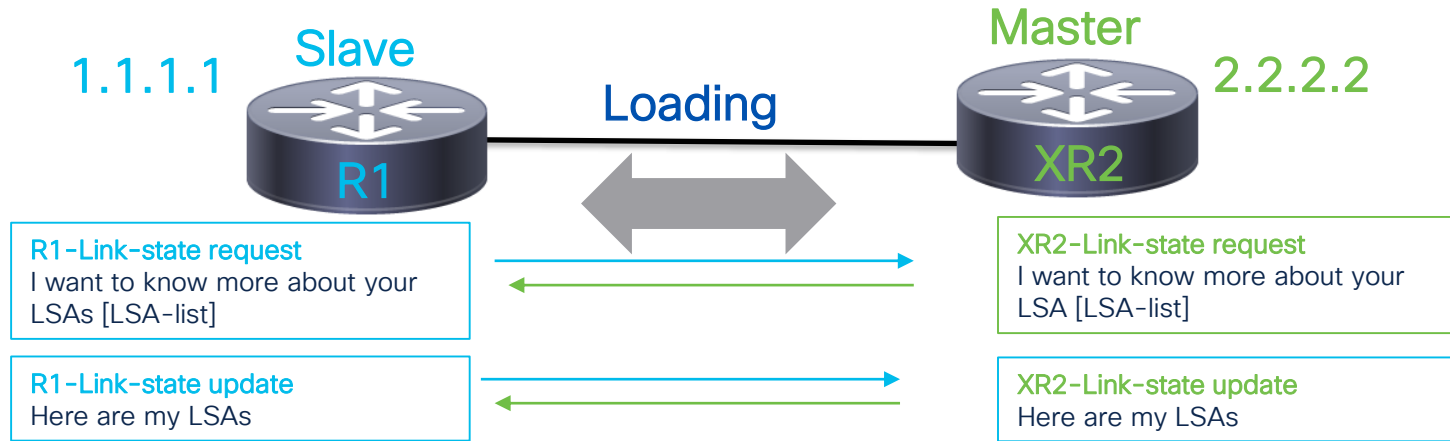 Slave
Master
1.1.1.1
2.2.2.2
Loading
R1
XR2
R1-Link-state request
I want to know more about your
LSAs [LSA-list]
XR2-Link-state request
I want to know more about your
LSA [LSA-list]
R1-Link-state update
Here are my LSAs
XR2-Link-state update
Here are my LSAs